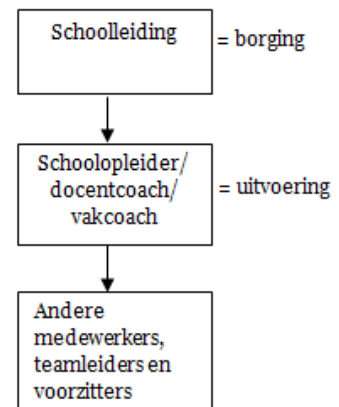 Schoolleiding
= borging
Schoolopleider/
docentcoach/
vakcoach
= uitvoering
Andere
medewerkers,
teamleiders en
voorzitters